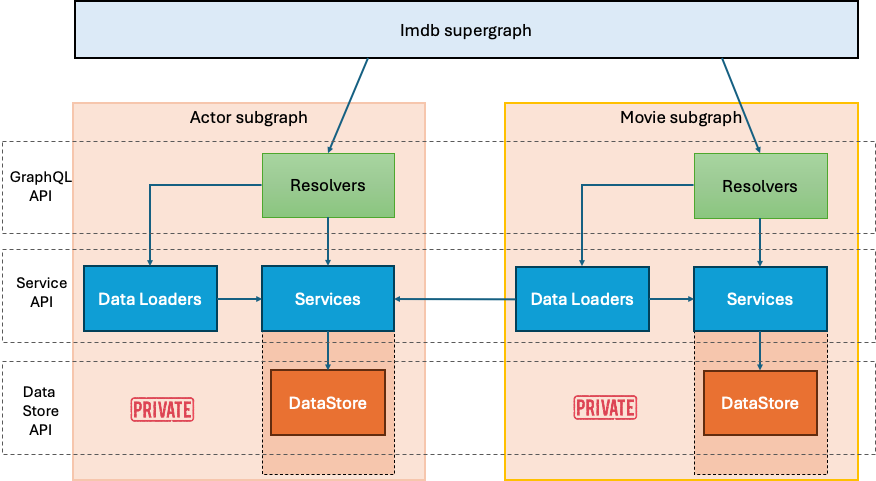 Imdb supergraph
Actor subgraph
Movie subgraph
GraphQL
API
Resolvers
Resolvers
Service
API
Data Loaders
Services
Data Loaders
Services
Data
Store
API
PRIVATE
DataStore
PRIVATE
DataStore